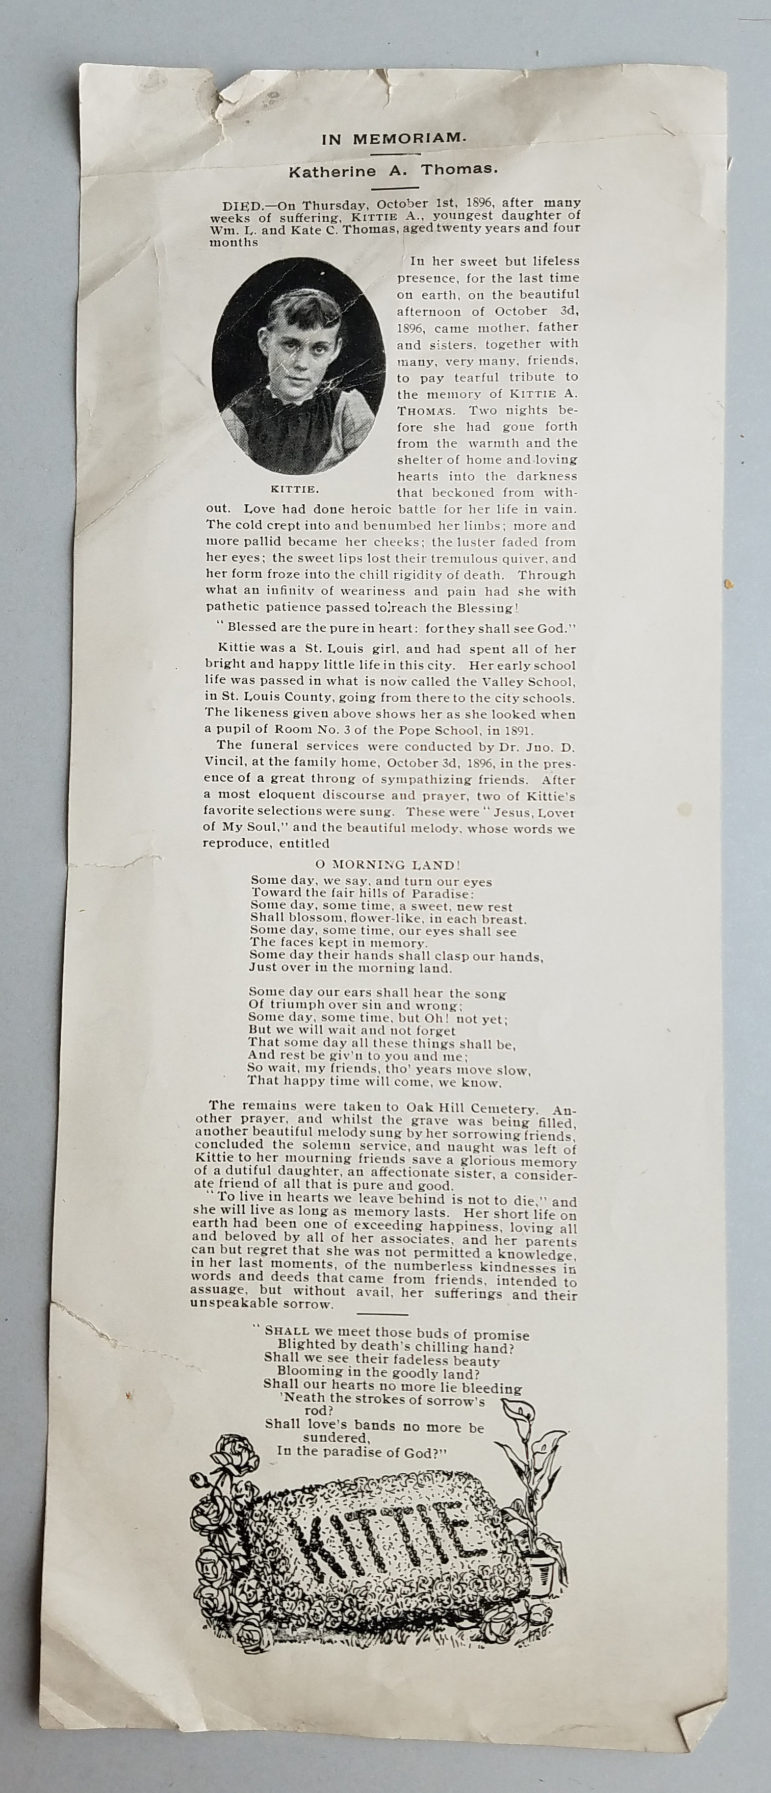 IN MEMORIAM.
Katherine A. Thomas.
DIED.—On Thursday, October 1st, 1896, after many
weeks of suffering, KITTIE A., youngest daughter of
Wm. L. and Kate C. Thomas, aged twenty years and four
months
In her sweet but lifeless
presence, for the last time
on earth, on the beautiful
afternoon of October 3d,
1896, came mother, father
and sisters, together with
many, very many, friends,
to pay tearful tribute to
the memory of KITTIE A.
THOMAS. Two nights be-
fore she had gone forth
from the warmth and the
shelter of home and loving
hearts into the darkness
that beckoned from with-
KITTIE.
out. Love had done heroic battle for her life in vain.
The cold crept into and benumbed her limbs; more and
more pallid became her cheeks; the luster faded from
her eyes; the sweet lips lost their tremulous quiver, and
her form froze into the chill rigidity of death. Through
what an infinity of weariness and pain had she with
pathetic patience passed to reach the Blessing!
"Blessed are the pure in heart: for they shall see God."
Kittie was a St. Louis girl, and had spent all of her
bright and happy little life in this city. Her early school
life was passed in what is now called the Valley School,
in St. Louis County, going from there to the city schools.
The likeness given above shows her as she looked when
a pupil of Room No. 3 of the Pope School, in 1891.
The funeral services were conducted by Dr. Jno. D.
Vincil, at the family home, October 3d, 1896, in the pres-
ence of a great throng of sympathizing friends. After
a most eloquent discourse and prayer, two of Kittie's
favorite selections were sung. These were "Jesus, Lover
of My Soul," and the beautiful melody, whose words we
reproduce, entitled
O MORNING LAND!
Some day, we say, and turn our eyes
Toward the fair hills of Paradise:
Some day, some time, a sweet, new rest
Shall blossom, flower-like, in each breast.
Some day, some time, our eyes shall see
The faces kept in memory.
Some day their hands shall clasp our hands,
Just over in the morning land.
Some day our ears shall hear the song
Of triumph over sin and wrong;
Some day, some time, but Oh! not yet;
But we will wait and not forget
That some day all these things shall be,
And rest be giv'n to you and me;
So wait, my friends, tho' years move slow,
That happy time will come, we know.
The remains were taken to Oak Hill Cemetery. An-
other prayer, and whilst the grave was being filled,
another beautiful melody sung by her sorrowing friends,
concluded the solemn service, and naught was left of
Kittie to her mourning friends save a glorious memory
of a dutiful daughter, an affectionate sister, a consider-
ate friend of all that is pure and good.
"To live in hearts we leave behind is not to die," and
she will live as long as memory lasts. Her short life on
earth had been one of exceeding happiness, loving all
and beloved by all of her associates, and her parents
can but regret that she was not permitted a knowledge,
in her last moments, of the numberless kindnesses in
words and deeds that came from friends, intended to
assuage, but without avail, her sufferings and their
unspeakable sorrow.
"SHALL we meet those buds of promise
Blighted by death's chilling hand?
Shall we see their fadeless beauty
Blooming in the goodly land?
Shall our hearts no more lie bleeding
'Neath the strokes of sorrow's
rod?
Shall love's bands no more be
sundered,
In the paradise of God?"
KITTIE